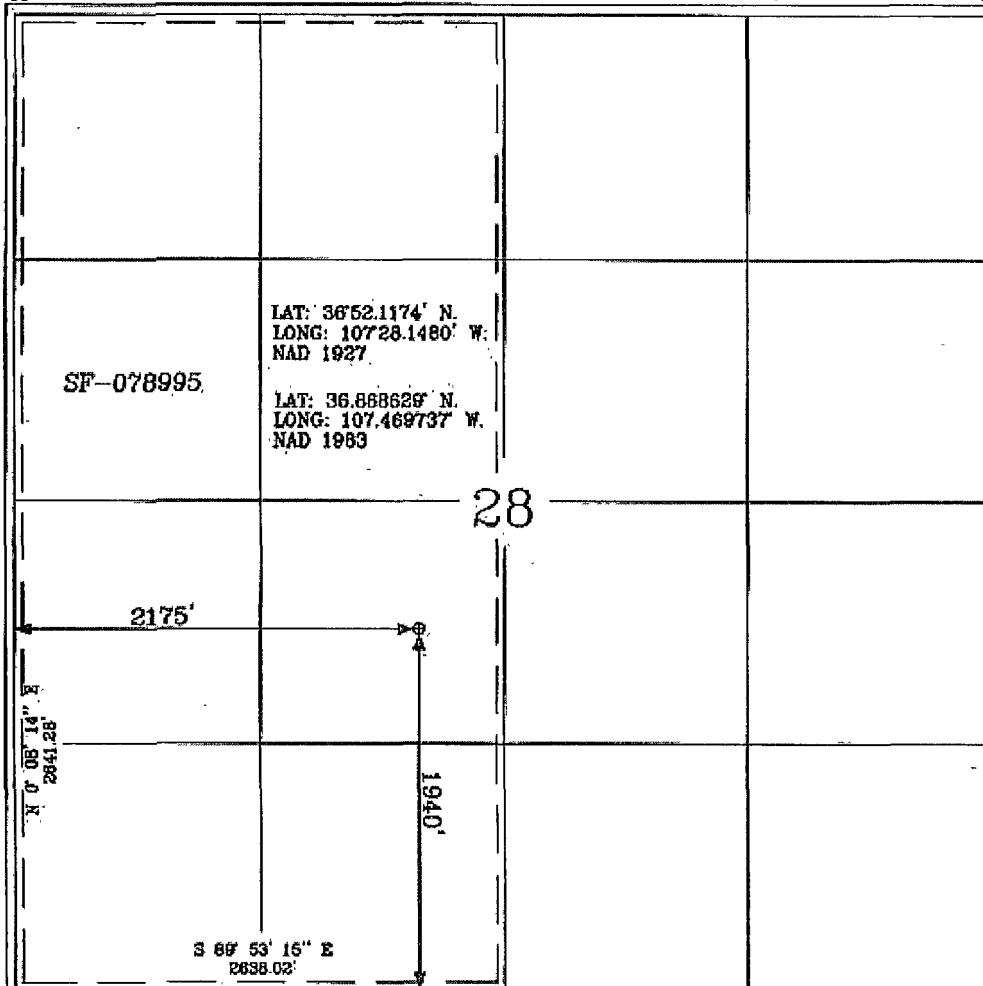 LAT: 36°52.1174' N.
LONG: 107°28.1480' W.
NAD 1927
SF-078995
LAT: 36.868629° N.
LONG: 107.469737° W.
NAD 1983
28
2175'
N 0° 08' 14" E
2641.28'
1940'
S 89° 53' 15" E
2638.02'